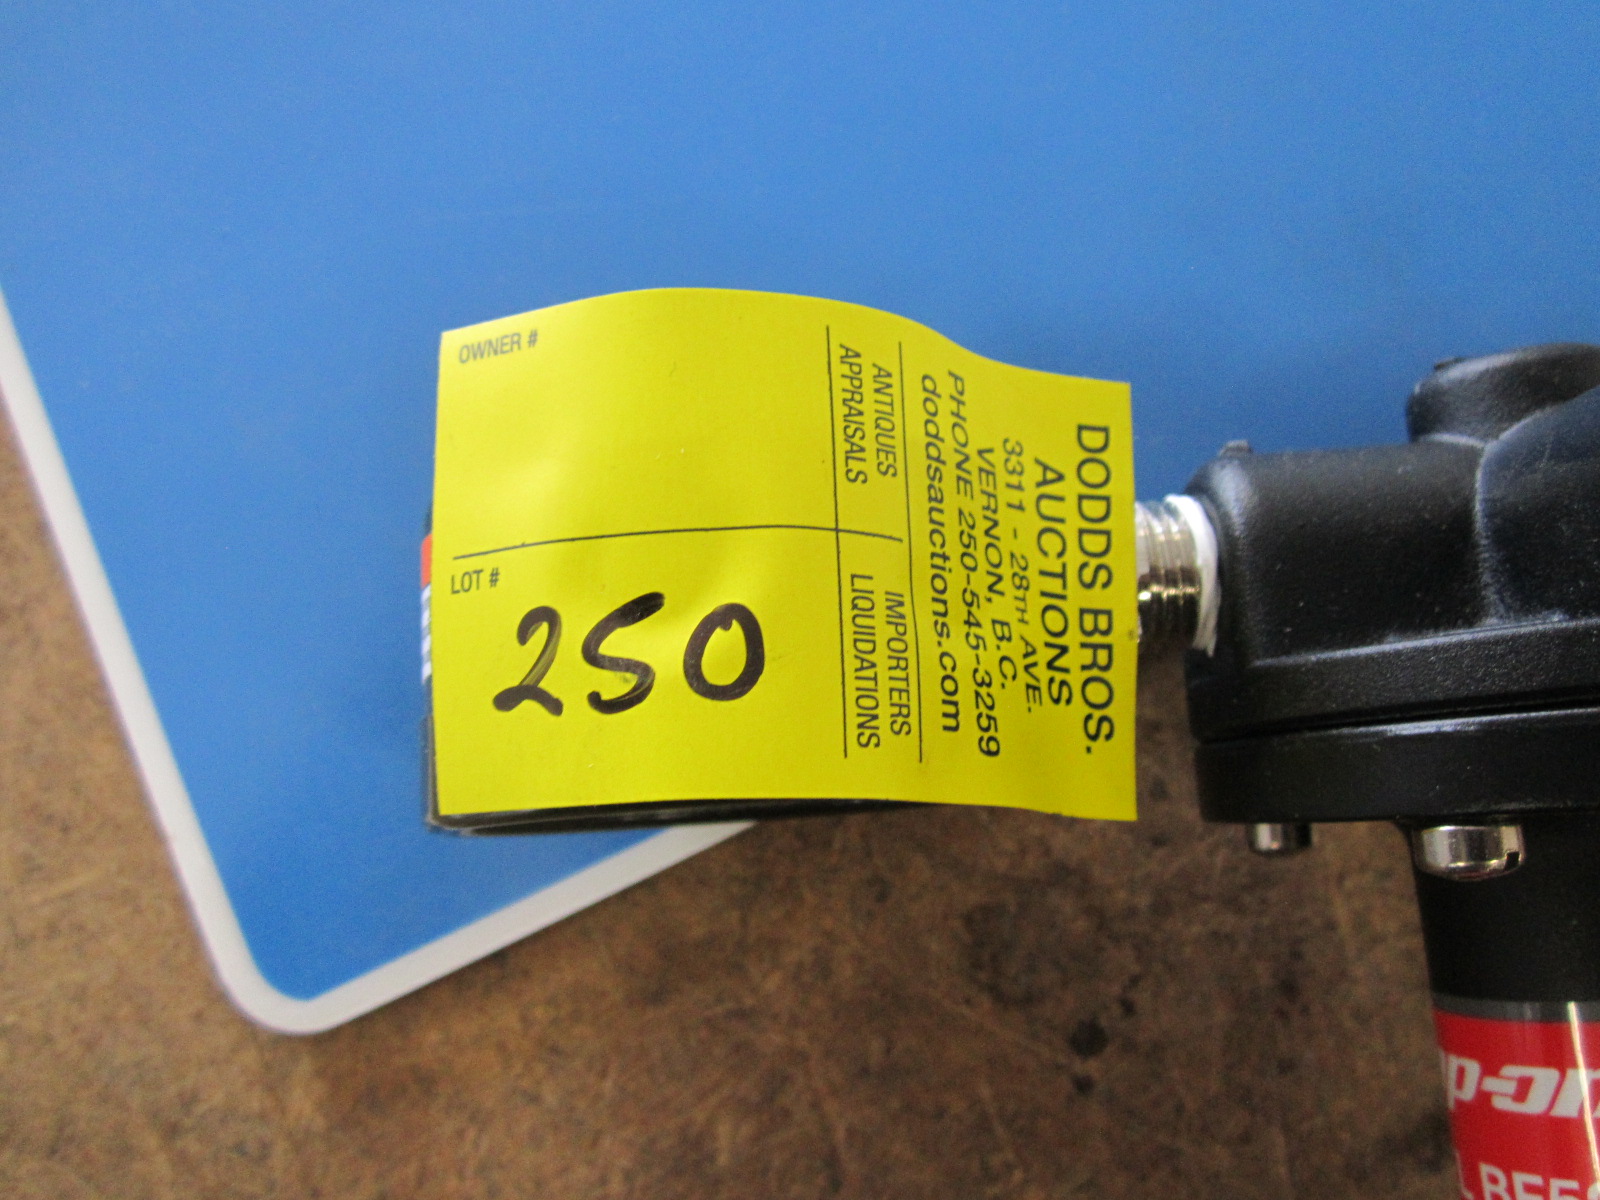 DODDS BROS.
AUCTIONS
3311 - 28TH AVE.
VERNON, B.C.
PHONE 250-545-3259
doddsauctions.com
ANTIQUES
APPRAISALS
IMPORTERS
LIQUIDATIONS
OWNER #
LOT #
250
p-on